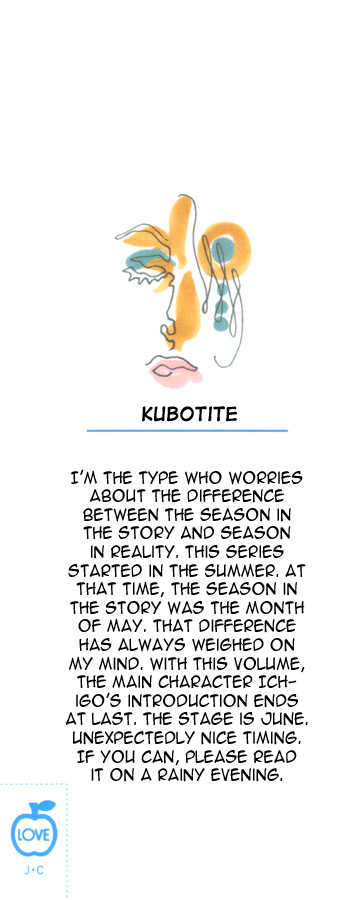 KUBOTITE
I'M THE TYPE WHO WORRIES
ABOUT THE DIFFERENCE
BETWEEN THE SEASON IN
THE STORY AND SEASON
IN REALITY. THIS SERIES
STARTED IN THE SUMMER. AT
THAT TIME, THE SEASON IN
THE STORY WAS THE MONTH
OF MAY. THAT DIFFERENCE
HAS ALWAYS WEIGHED ON
MY MIND. WITH THIS VOLUME,
THE MAIN CHARACTER ICH-
IGO'S INTRODUCTION ENDS
AT LAST. THE STAGE IS JUNE.
UNEXPECTEDLY NICE TIMING.
IF YOU CAN, PLEASE READ
IT ON A RAINY EVENING.
LOVE
J•C